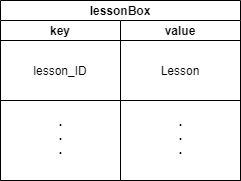 lessonBox
key value
lesson_ID Lesson
. .
. .
. .